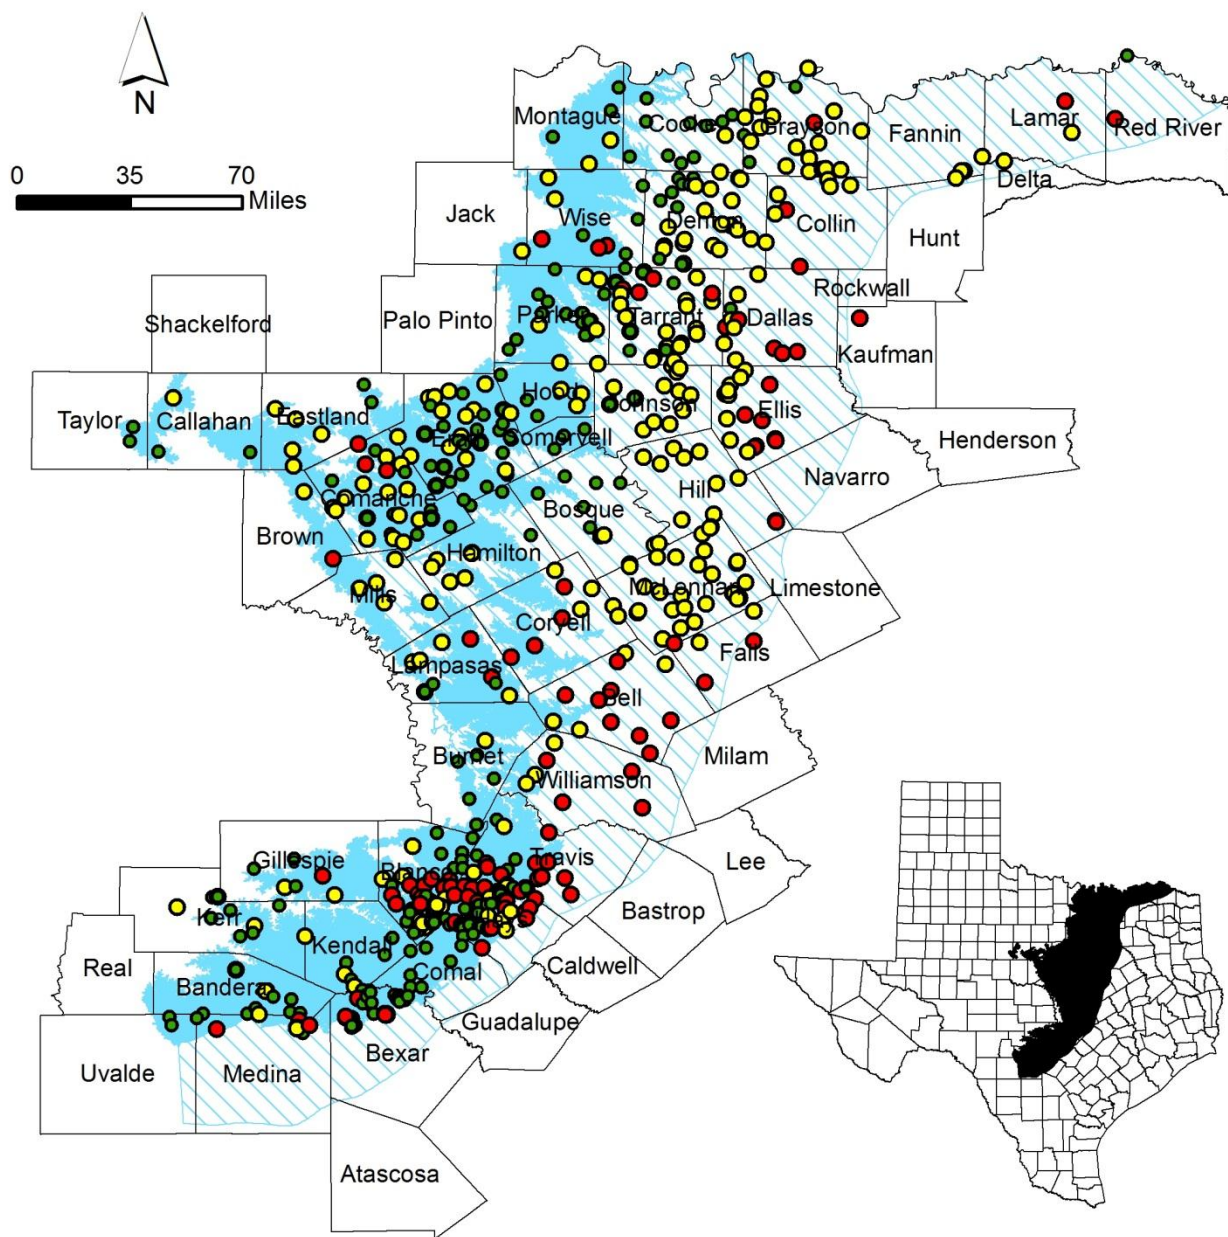 N
0 35 70
Miles
Montague
Cooke
Grayson
Fannin
Lamar
Red River
Delta
Jack
Wise
Denton
Collin
Hunt
Rockwall
Shackelford
Palo Pinto
Parker
Tarrant
Dallas
Kaufman
Taylor
Callahan
Eastland
Hood
Johnson
Ellis
Erath
Somervell
Henderson
Navarro
Comanche
Bosque
Hill
Brown
Hamilton
McLennan
Limestone
Mills
Coryell
Falls
Lampasas
Bell
Burnet
Milam
Williamson
Gillespie
Blanco
Travis
Lee
Kerr
Hays
Bastrop
Kendall
Real
Comal
Caldwell
Bandera
Guadalupe
Uvalde
Medina
Bexar
Atascosa